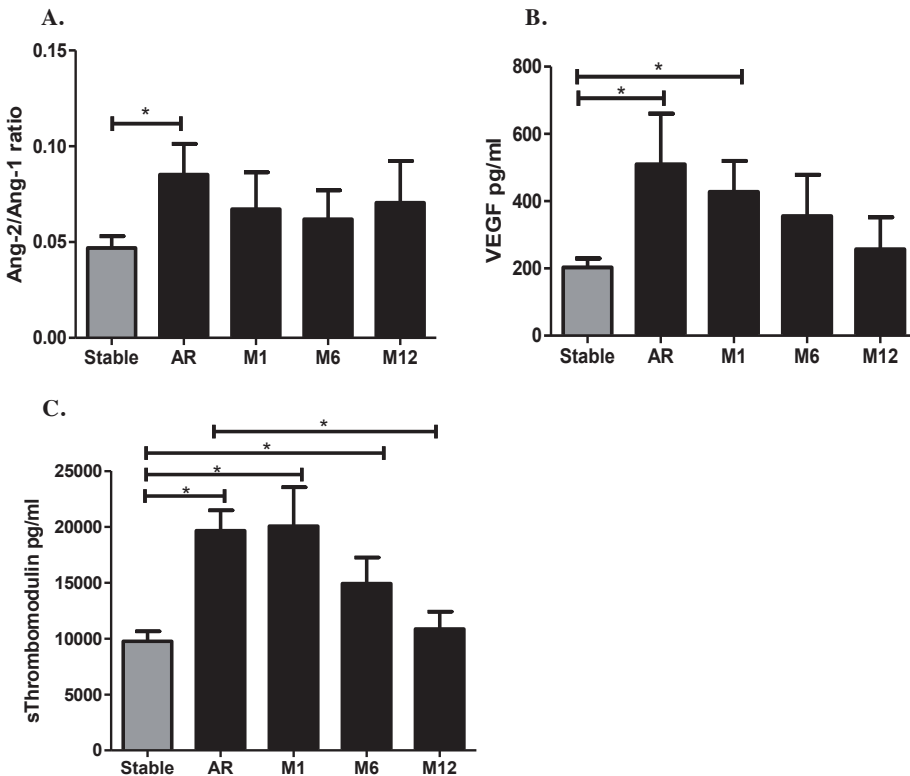 A.
0.15
0.10
0.05
0.00
Ang-2/Ang-1 ratio
*
Stable AR M1 M6 M12
B.
800
600
400
200
0
VEGF pg/ml
*
*
Stable AR M1 M6 M12
C.
25000
20000
15000
10000
5000
0
sThrombomodulin pg/ml
*
*
*
*
Stable AR M1 M6 M12